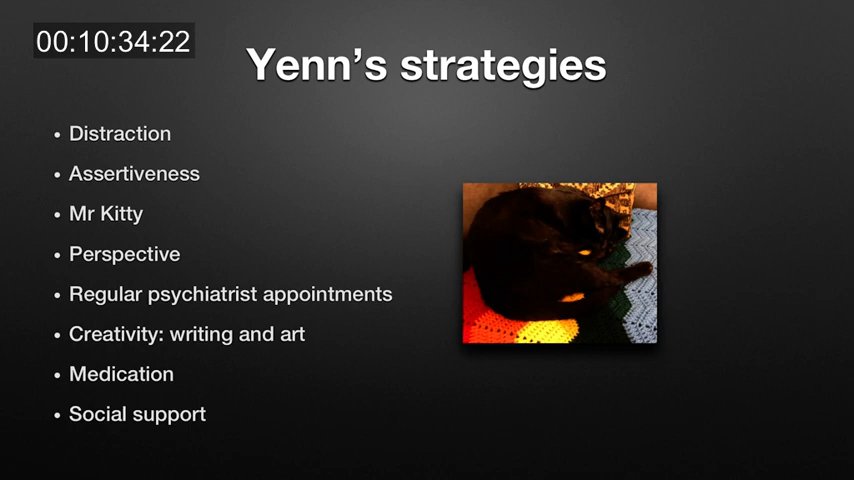 00:10:34:22
Yenn’s strategies
• Distraction
• Assertiveness
• Mr Kitty
• Perspective
• Regular psychiatrist appointments
• Creativity: writing and art
• Medication
• Social support